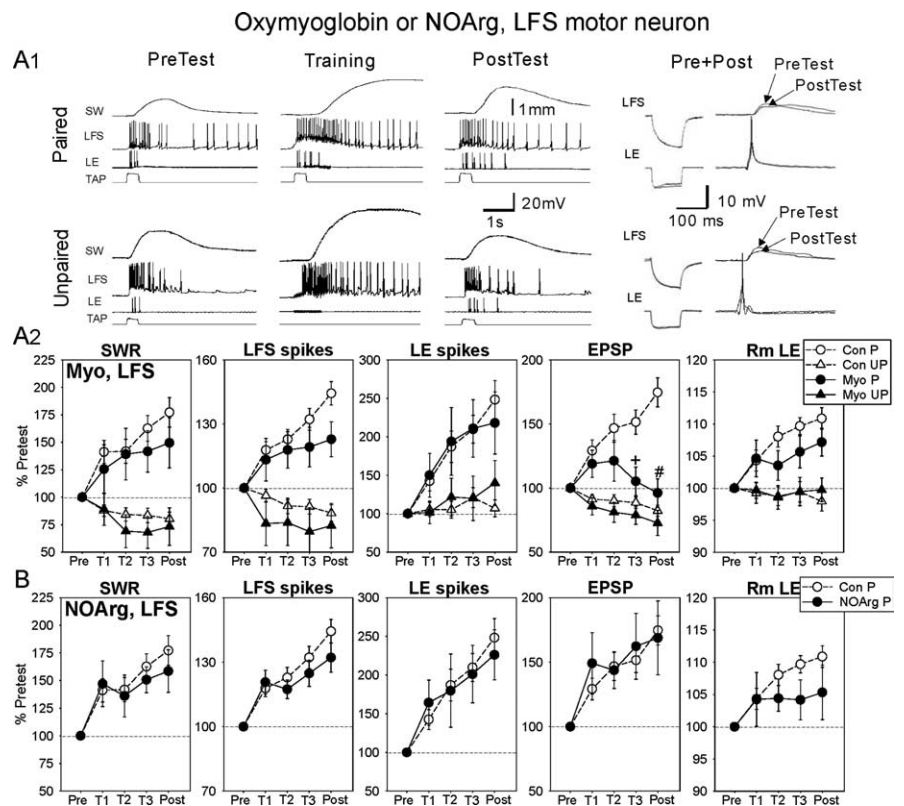 Oxymyoglobin or NOArg, LFS motor neuron
A1
PreTest Training PostTest Pre+Post
Paired
SW
LFS
LE
TAP
1mm
20mV
1s
LFS
LE
PreTest
PostTest
10 mV
100 ms
Unpaired
SW
LFS
LE
TAP
LFS
LE
PreTest
PostTest
A2
SWR LFS spikes LE spikes EPSP Rm LE
Myo, LFS
Con P
Con UP
Myo P
Myo UP
% Pretest
225
200
175
150
125
100
75
50
160
130
100
70
300
250
200
150
100
50
200
150
100
50
120
115
110
105
100
95
90
+
#
Pre T1 T2 T3 Post
Pre T1 T2 T3 Post
Pre T1 T2 T3 Post
Pre T1 T2 T3 Post
Pre T1 T2 T3 Post
B
SWR LFS spikes LE spikes EPSP Rm LE
NOArg, LFS
Con P
NOArg P
% Pretest
225
200
175
150
125
100
75
50
160
130
100
70
300
250
200
150
100
50
200
150
100
50
120
115
110
105
100
95
90
Pre T1 T2 T3 Post
Pre T1 T2 T3 Post
Pre T1 T2 T3 Post
Pre T1 T2 T3 Post
Pre T1 T2 T3 Post